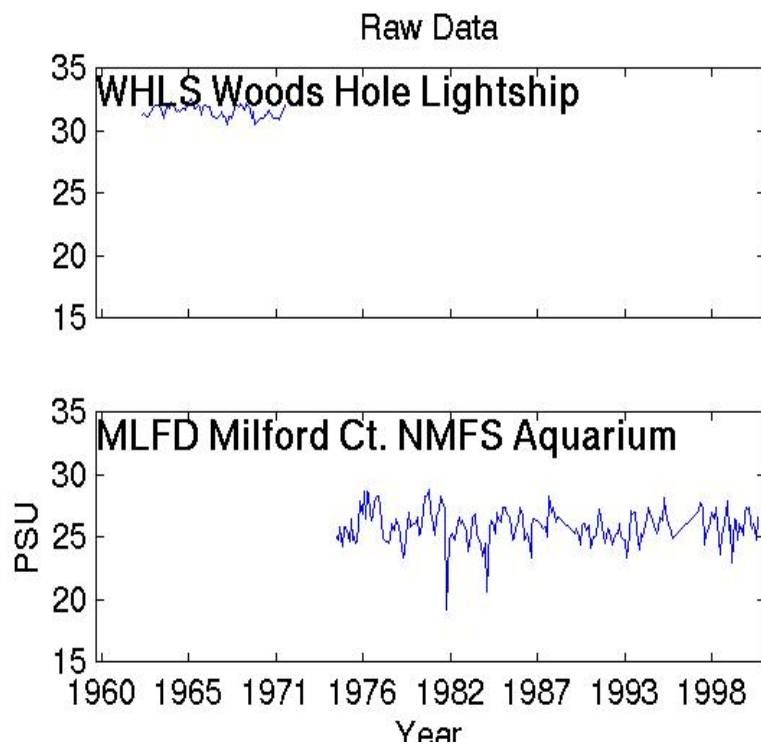 Raw Data
35
WHLS Woods Hole Lightship
30
25
20
15
35
MLFD Milford Ct. NMFS Aquarium
30
25
20
15
PSU
1960 1965 1971 1976 1982 1987 1993 1998
Year